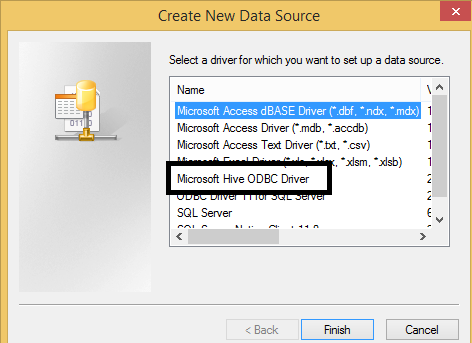 Create New Data Source
Select a driver for which you want to set up a data source.
Name V
Microsoft Access dBASE Driver (*.dbf, *.ndx, *.mdx) 1
Microsoft Access Driver (*.mdb, *.accdb) 1
Microsoft Access Text Driver (*.txt, *.csv) 1
Microsoft Excel Driver (*.xls, *.xlsx, *.xlsm, *.xlsb) 1
Microsoft Hive ODBC Driver 2
ODBC Driver 11 for SQL Server 2
SQL Server 6
SQL Server Native Client 11.0
< Back Finish Cancel